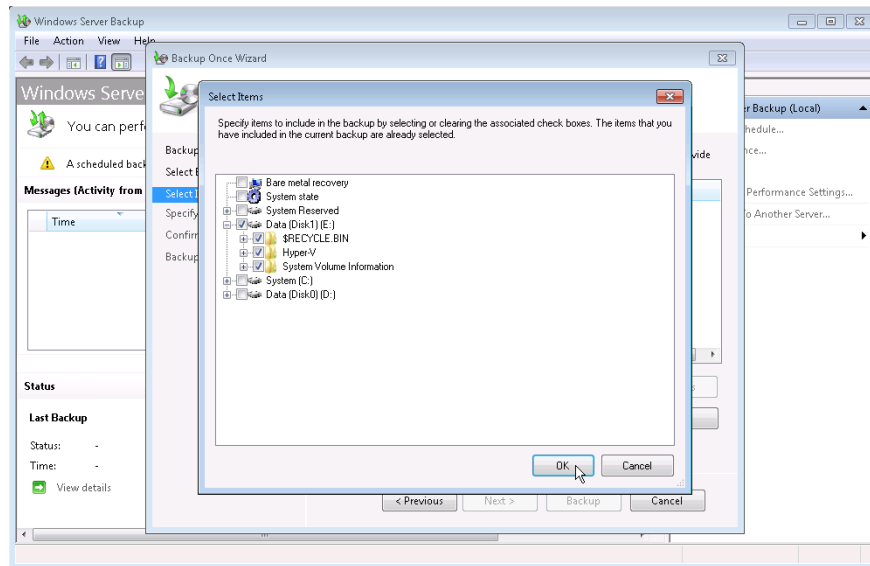 Windows Server Backup
File Action View Help
Backup Once Wizard
Windows Serve
Select Items
You can perf
Specify items to include in the backup by selecting or clearing the associated check boxes. The items that you
have included in the current backup are already selected.
er Backup (Local)
hedule...
nce...
A scheduled back
Backup
vide
Select
Messages (Activity from
Select I
Performance Settings...
Specify
o Another Server...
Time
Confir
Backup
Bare metal recovery
System state
System Reserved
Data (Disk1) (E:)
$RECYCLE.BIN
Hyper-V
System Volume Information
System (C:)
Data (Disk0) (D:)
Status
Last Backup
Status: -
Time: -
View details
OK
Cancel
< Previous
Next >
Backup
Cancel